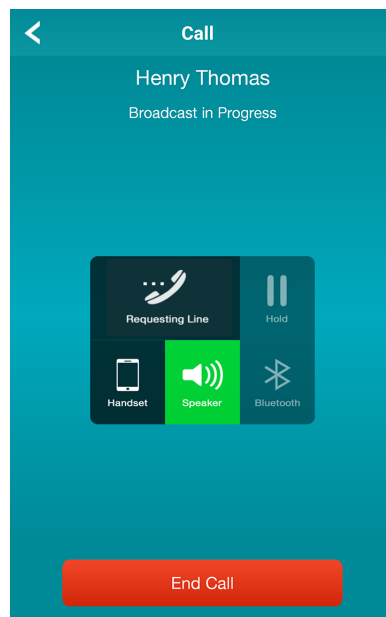 Call
Henry Thomas
Broadcast in Progress
Requesting Line
Hold
Handset
Speaker
Bluetooth
End Call